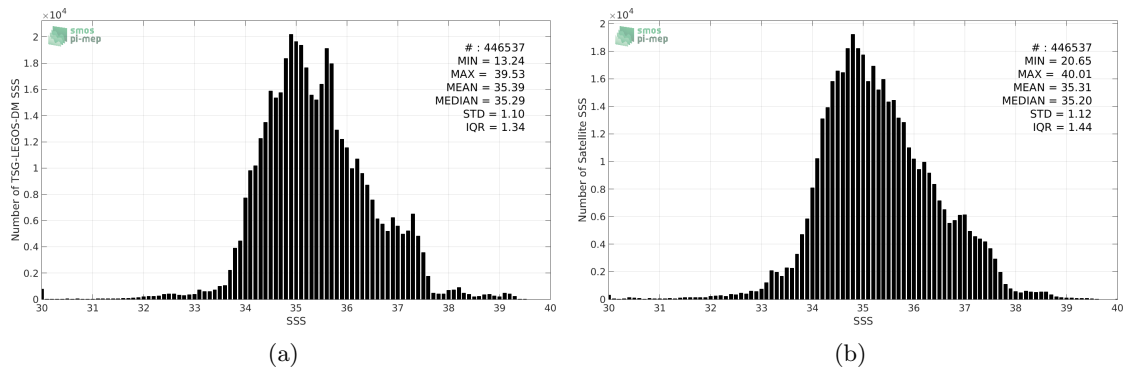 ×10⁴
smos
pi-mep
# : 446537
MIN = 13.24
MAX = 39.53
MEAN = 35.39
MEDIAN = 35.29
STD = 1.10
IQR = 1.34
Number of TSG-LEGOS-DM SSS
2
1.8
1.6
1.4
1.2
1
0.8
0.6
0.4
0.2
0
30 31 32 33 34 35 36 37 38 39 40
SSS
(a)
×10⁴
smos
pi-mep
# : 446537
MIN = 20.65
MAX = 40.01
MEAN = 35.31
MEDIAN = 35.20
STD = 1.12
IQR = 1.44
Number of Satellite SSS
2
1.8
1.6
1.4
1.2
1
0.8
0.6
0.4
0.2
0
30 31 32 33 34 35 36 37 38 39 40
SSS
(b)